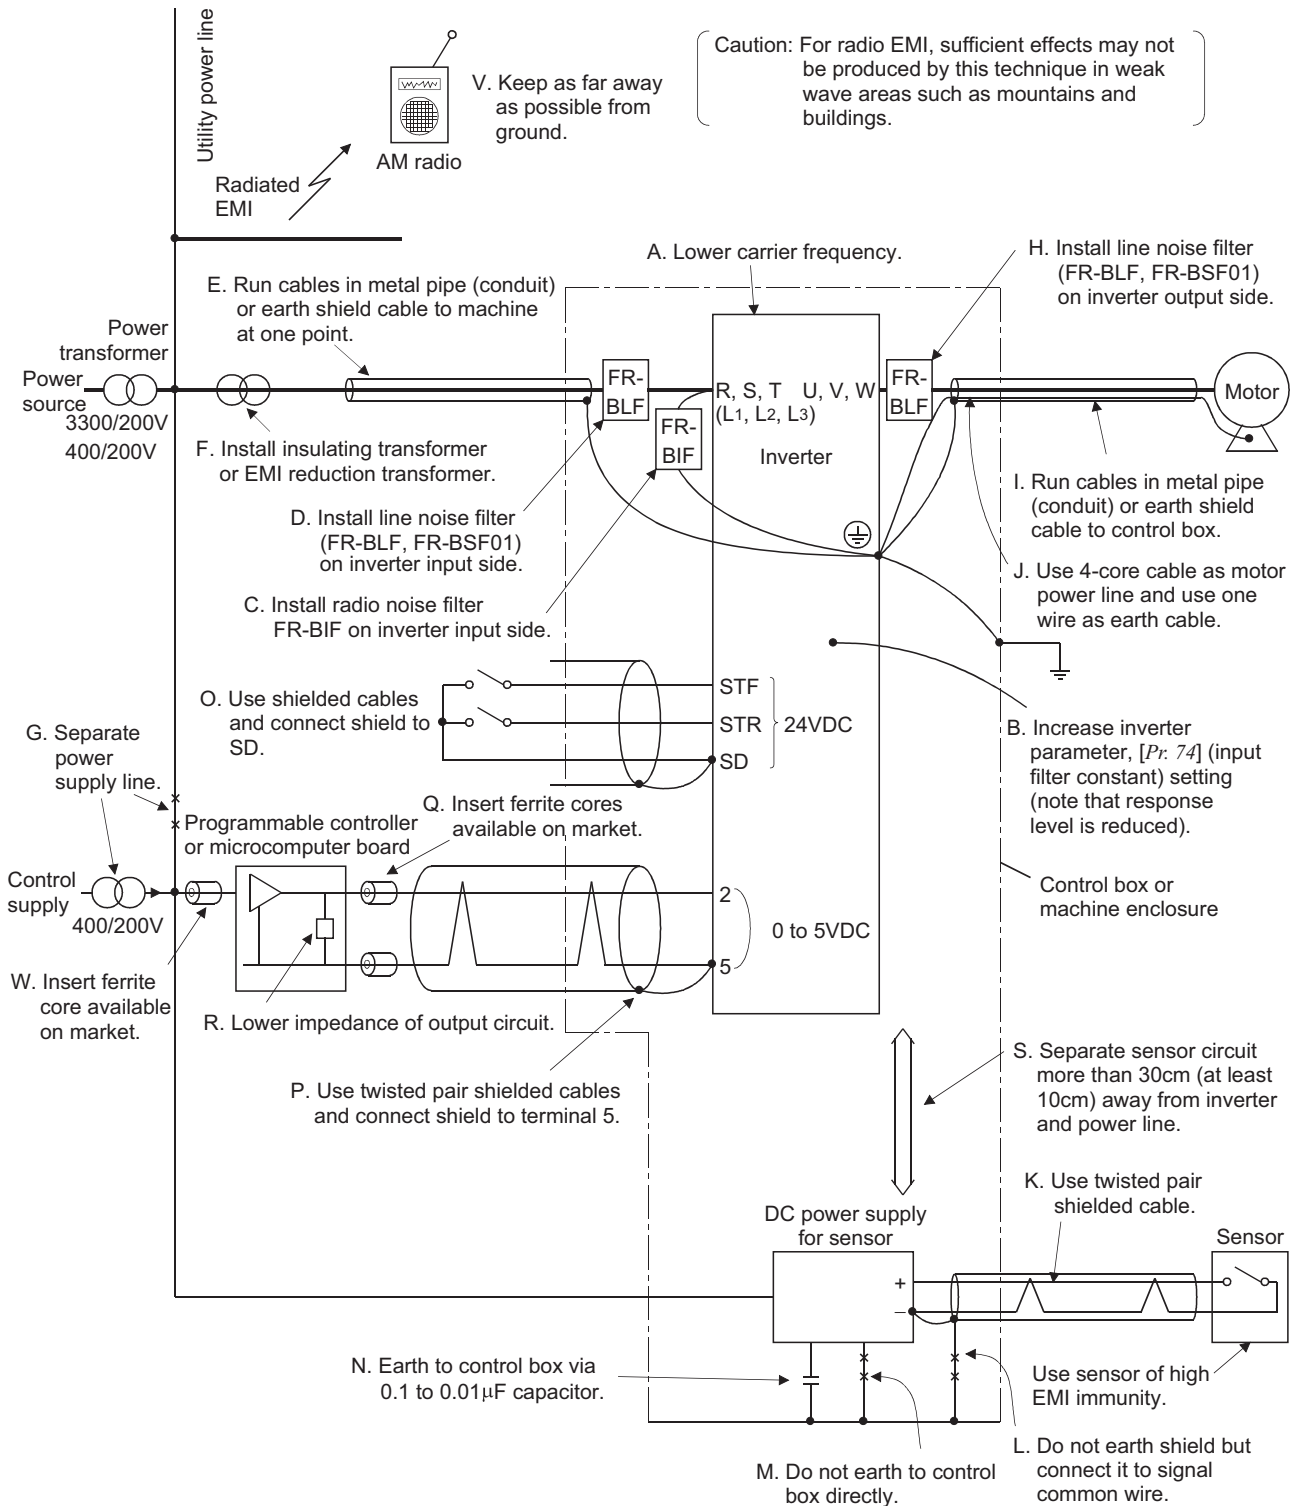 Utility power line
V. Keep as far away
as possible from
ground.
AM radio
Caution: For radio EMI, sufficient effects may not
be produced by this technique in weak
wave areas such as mountains and
buildings.
Radiated
EMI
A. Lower carrier frequency.
H. Install line noise filter
(FR-BLF, FR-BSF01)
on inverter output side.
E. Run cables in metal pipe (conduit)
or earth shield cable to machine
at one point.
Power
transformer
Power
source
3300/200V
400/200V
FR-
BLF
FR-
BIF
R, S, T U, V, W
(L1, L2, L3)
Inverter
FR-
BLF
Motor
F. Install insulating transformer
or EMI reduction transformer.
D. Install line noise filter
(FR-BLF, FR-BSF01)
on inverter input side.
C. Install radio noise filter
FR-BIF on inverter input side.
I. Run cables in metal pipe
(conduit) or earth shield
cable to control box.
J. Use 4-core cable as motor
power line and use one
wire as earth cable.
O. Use shielded cables
and connect shield to
SD.
STF
STR
SD
24VDC
B. Increase inverter
parameter, [Pr. 74] (input
filter constant) setting
(note that response
level is reduced).
G. Separate
power
supply line.
Programmable controller
or microcomputer board
Q. Insert ferrite cores
available on market.
Control
supply
400/200V
2
5
0 to 5VDC
Control box or
machine enclosure
W. Insert ferrite
core available
on market.
R. Lower impedance of output circuit.
P. Use twisted pair shielded cables
and connect shield to terminal 5.
S. Separate sensor circuit
more than 30cm (at least
10cm) away from inverter
and power line.
K. Use twisted pair
shielded cable.
DC power supply
for sensor
+
−
Sensor
N. Earth to control box via
0.1 to 0.01μF capacitor.
Use sensor of high
EMI immunity.
M. Do not earth to control
box directly.
L. Do not earth shield but
connect it to signal
common wire.